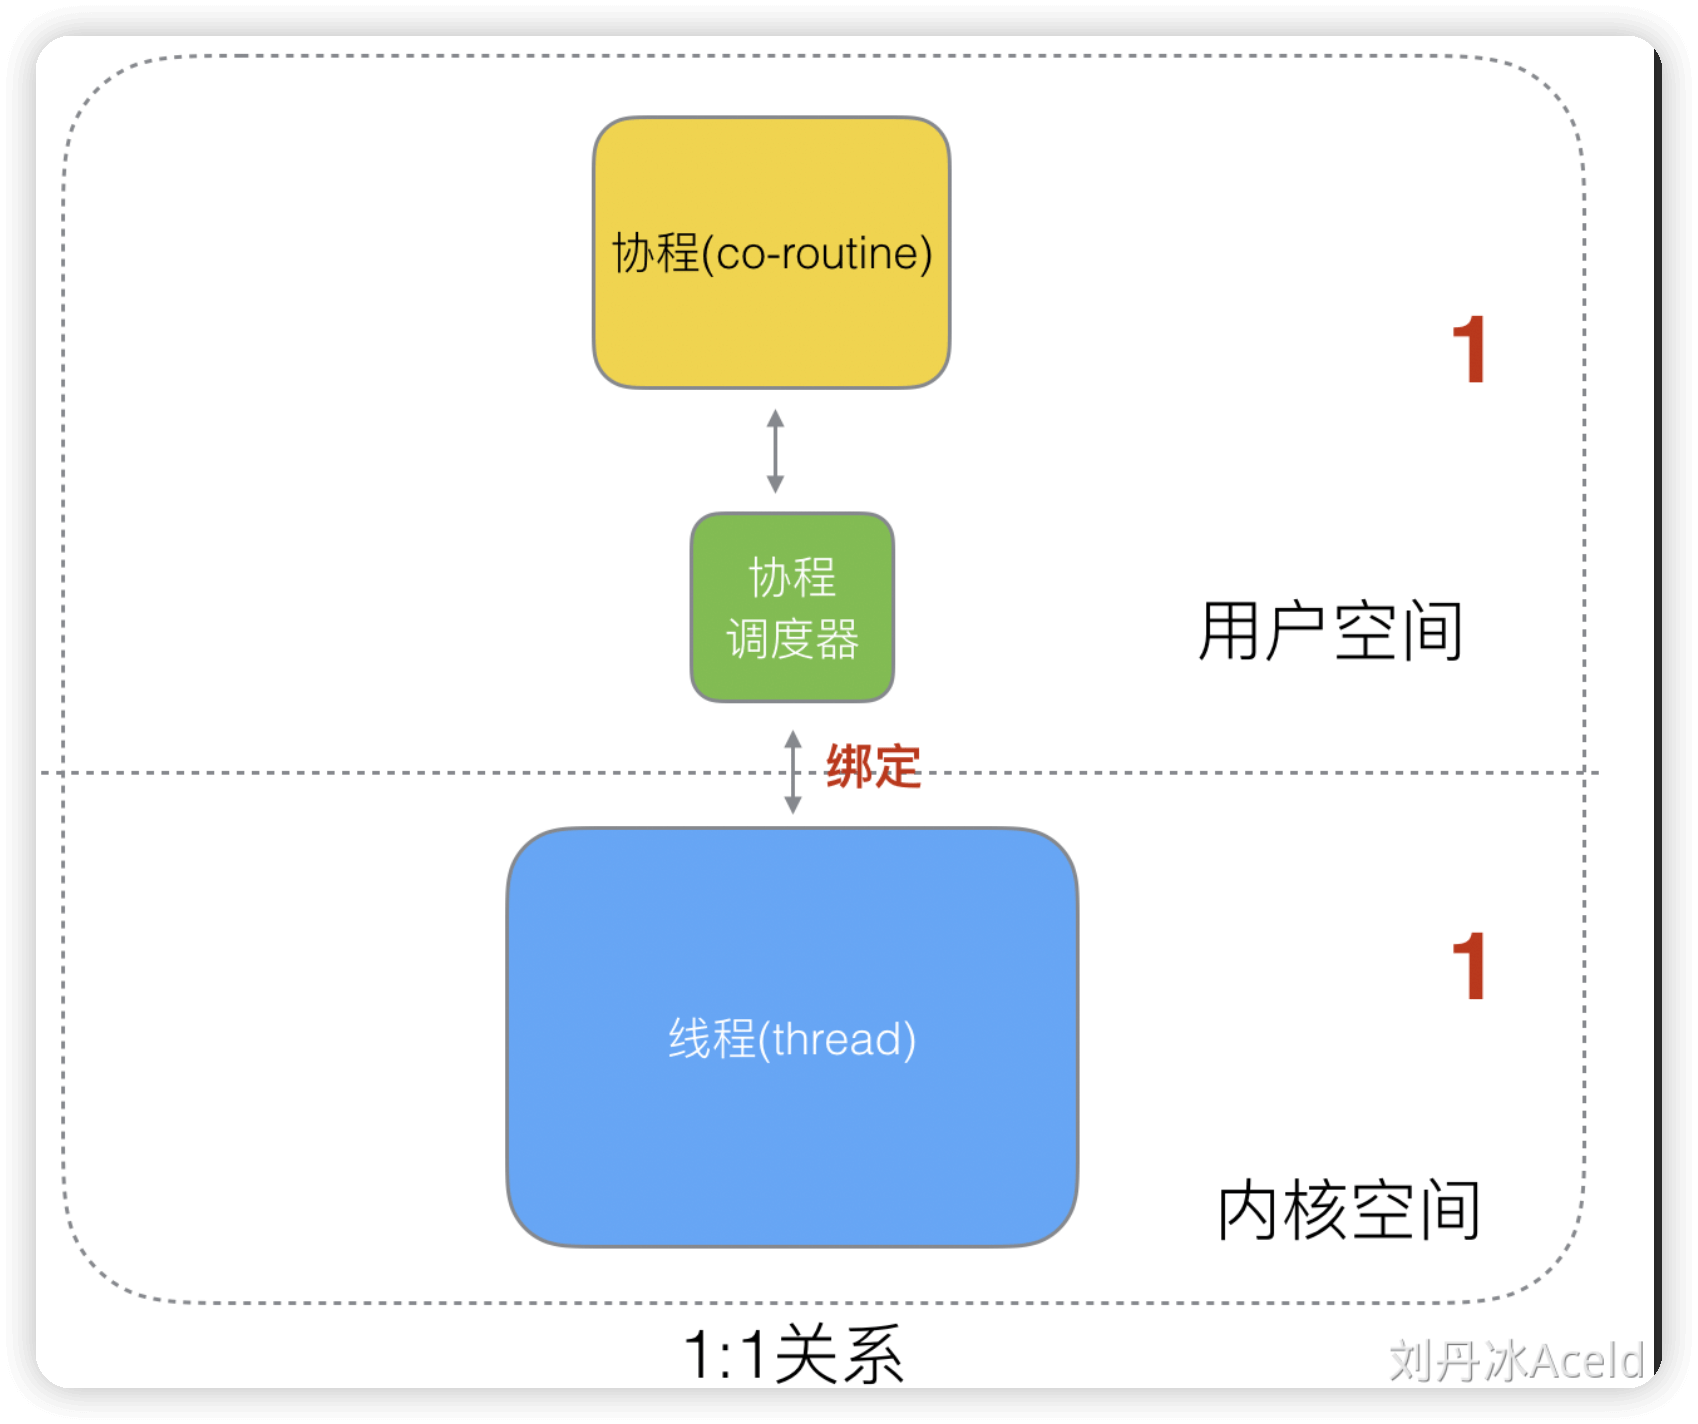 协程(co-routine)
1
协程
调度器
用户空间
绑定
1
线程(thread)
内核空间
1:1关系
刘丹冰Aceld